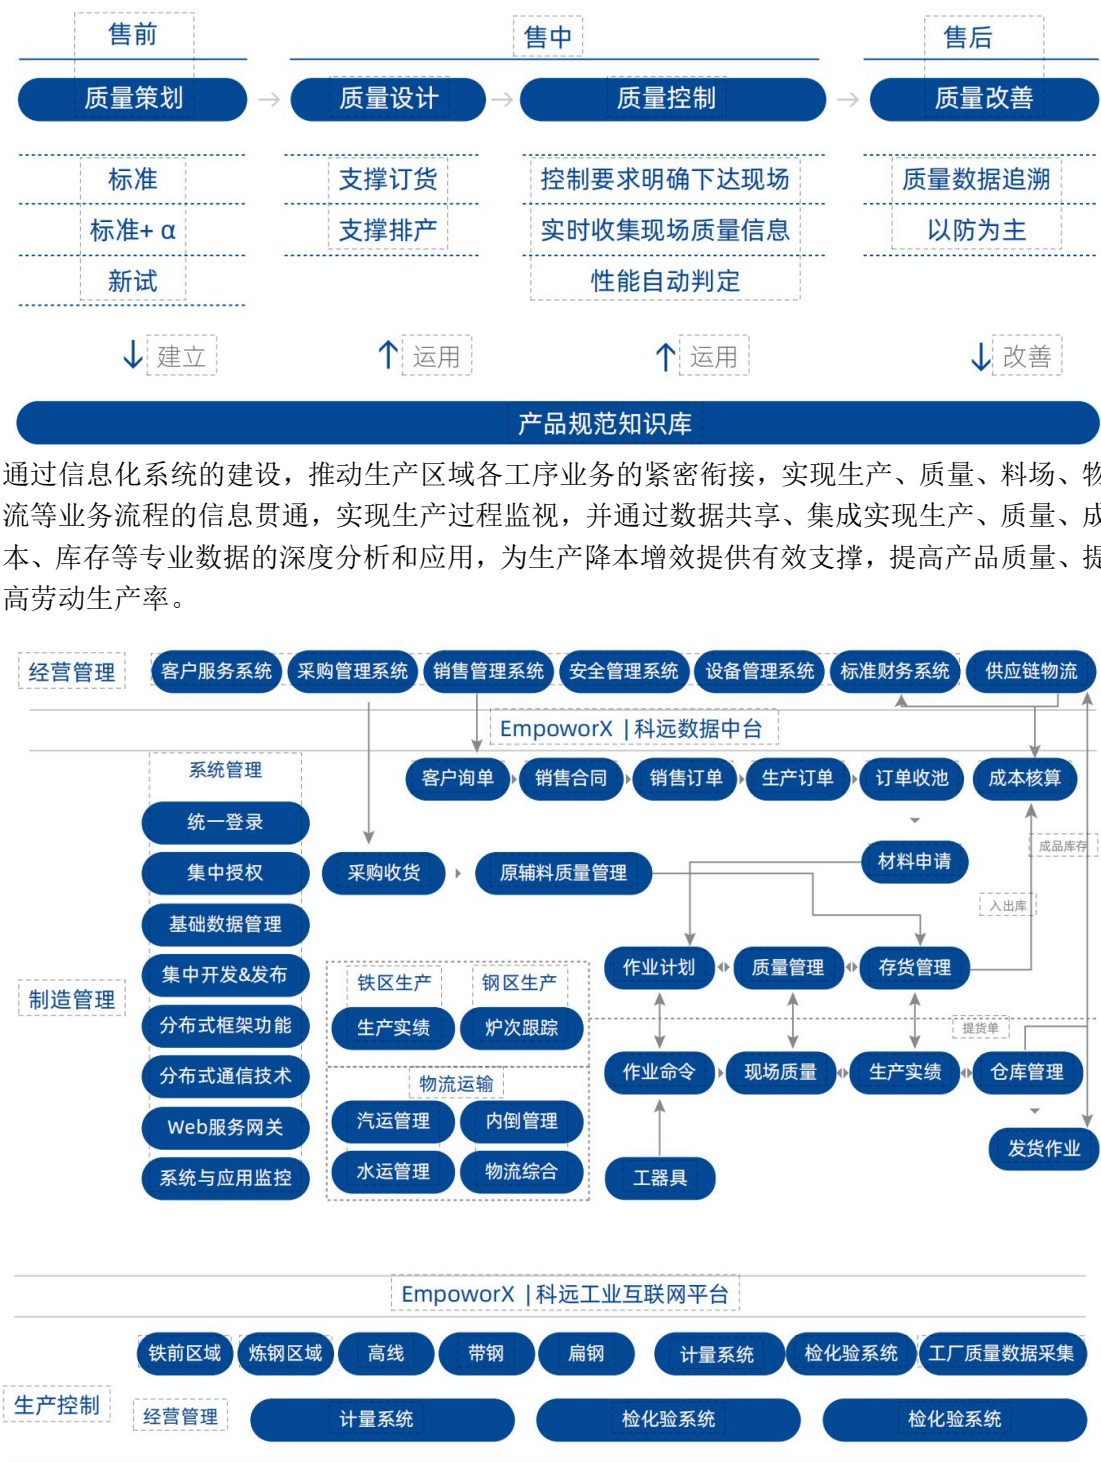 售前 售中 售后
质量策划 质量设计 质量控制 质量改善
标准 支撑订货 控制要求明确下达现场 质量数据追溯
标准+ α 支撑排产 实时收集现场质量信息 以防为主
新试 性能自动判定
建立 运用 运用 改善
产品规范知识库
通过信息化系统的建设，推动生产区域各工序业务的紧密衔接，实现生产、质量、料场、物
流等业务流程的信息贯通，实现生产过程监视，并通过数据共享、集成实现生产、质量、成
本、库存等专业数据的深度分析和应用，为生产降本增效提供有效支撑，提高产品质量、提
高劳动生产率。
经营管理 客户服务系统 采购管理系统 销售管理系统 安全管理系统 设备管理系统 标准财务系统 供应链物流
EmpoworX | 科远数据中台
系统管理 客户询单 销售合同 销售订单 生产订单 订单收池 成本核算
统一登录
成品库存
集中授权 采购收货 原辅料质量管理 材料申请
入出库
基础数据管理
集中开发&发布 铁区生产 钢区生产 作业计划 质量管理 存货管理
制造管理
分布式框架功能 生产实绩 炉次跟踪 提货单
分布式通信技术 物流运输 作业命令 现场质量 生产实绩 仓库管理
Web服务网关 汽运管理 内倒管理 发货作业
系统与应用监控 水运管理 物流综合 工器具
EmpoworX | 科远工业互联网平台
铁前区域 炼钢区域 高线 带钢 扁钢 计量系统 检化验系统 工厂质量数据采集
生产控制
经营管理 计量系统 检化验系统 检化验系统